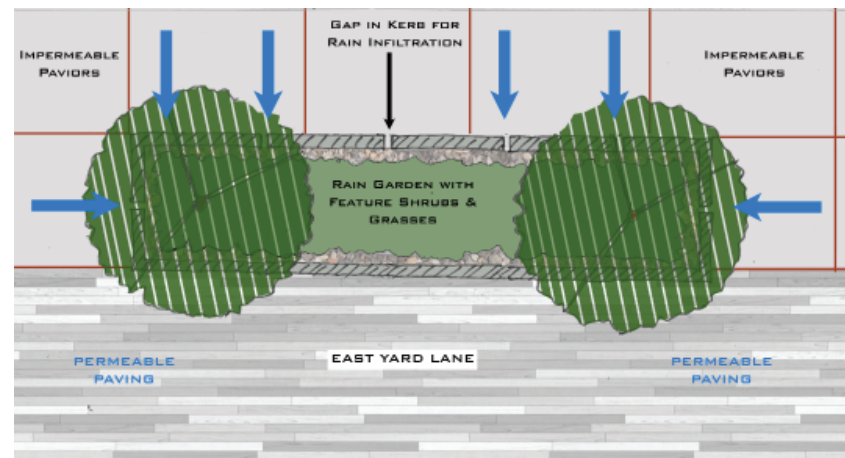 Gap in Kerb for
Rain Infiltration
Impermeable
Paviors
Impermeable
Paviors
Rain Garden with
Feature Shrubs &
Grasses
EAST YARD LANE
PERMEABLE
PAVING
PERMEABLE
PAVING